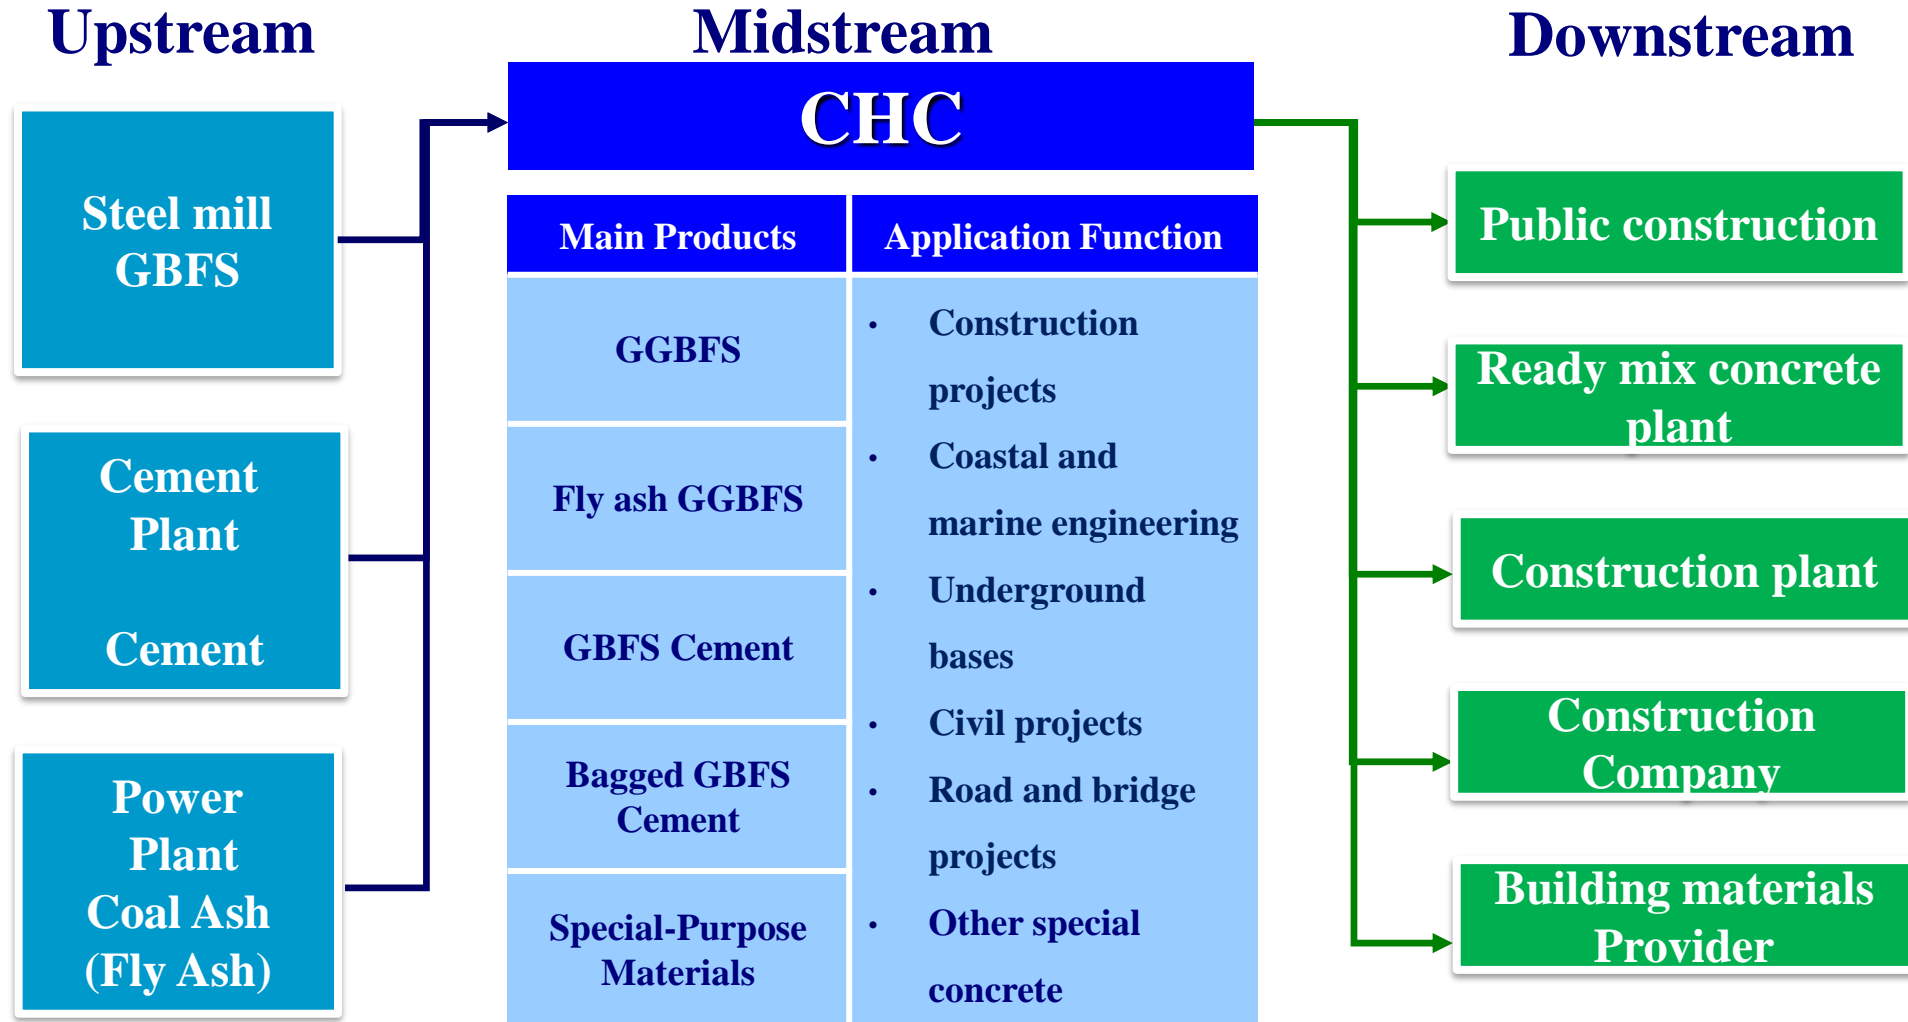 Upstream
Midstream
Downstream
Steel mill
GBFS
Cement
Plant
Cement
Power
Plant
Coal Ash
(Fly Ash)
CHC
Main Products
Application Function
GGBFS
Fly ash GGBFS
GBFS Cement
Bagged GBFS
Cement
Special-Purpose
Materials
• Construction
projects
• Coastal and
marine engineering
• Underground
bases
• Civil projects
• Road and bridge
projects
• Other special
concrete
Public construction
Ready mix concrete
plant
Construction plant
Construction
Company
Building materials
Provider